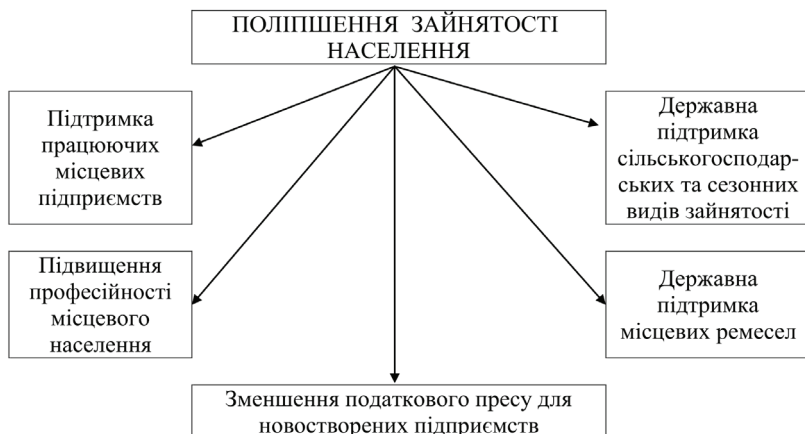 ПОЛІПШЕННЯ ЗАЙНЯТОСТІ
НАСЕЛЕННЯ
Підтримка
працюючих
місцевих
підприємств
Державна
підтримка
сільськогосподар-
ських та сезонних
видів зайнятості
Підвищення
професійності
місцевого
населення
Державна
підтримка
місцевих ремесел
Зменшення податкового пресу для
новостворених підприємств